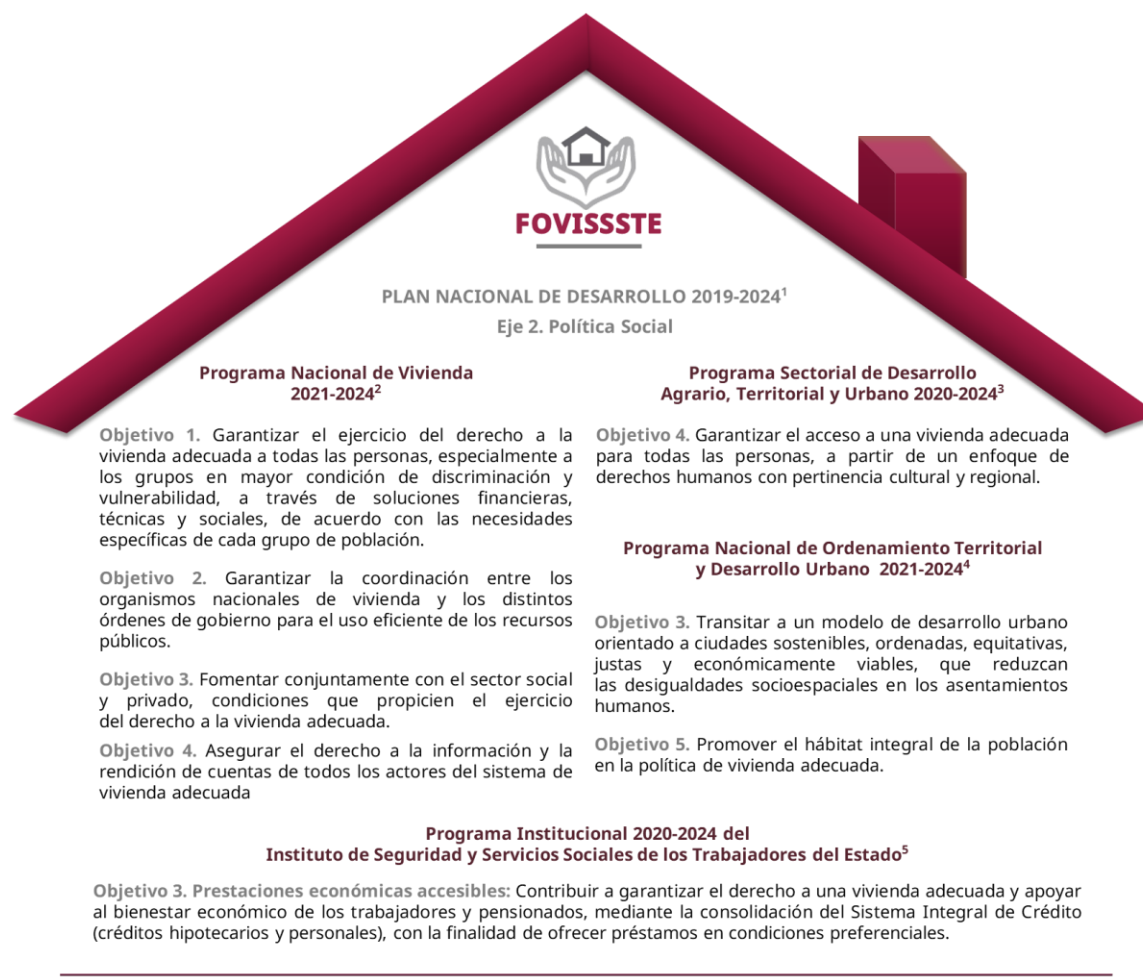 FOVISSSTE
PLAN NACIONAL DE DESARROLLO 2019-2024¹
Eje 2. Política Social
Programa Nacional de Vivienda
2021-2024²
Objetivo 1. Garantizar el ejercicio del derecho a la
vivienda adecuada a todas las personas, especialmente a
los grupos en mayor condición de discriminación y
vulnerabilidad, a través de soluciones financieras,
técnicas y sociales, de acuerdo con las necesidades
específicas de cada grupo de población.
Objetivo 2. Garantizar la coordinación entre los
organismos nacionales de vivienda y los distintos
órdenes de gobierno para el uso eficiente de los recursos
públicos.
Objetivo 3. Fomentar conjuntamente con el sector social
y privado, condiciones que propicien el ejercicio
del derecho a la vivienda adecuada.
Objetivo 4. Asegurar el derecho a la información y la
rendición de cuentas de todos los actores del sistema de
vivienda adecuada
Programa Sectorial de Desarrollo
Agrario, Territorial y Urbano 2020-2024³
Objetivo 4. Garantizar el acceso a una vivienda adecuada
para todas las personas, a partir de un enfoque de
derechos humanos con pertinencia cultural y regional.
Programa Nacional de Ordenamiento Territorial
y Desarrollo Urbano 2021-2024⁴
Objetivo 3. Transitar a un modelo de desarrollo urbano
orientado a ciudades sostenibles, ordenadas, equitativas,
justas y económicamente viables, que reduzcan
las desigualdades socioespaciales en los asentamientos
humanos.
Objetivo 5. Promover el hábitat integral de la población
en la política de vivienda adecuada.
Programa Institucional 2020-2024 del
Instituto de Seguridad y Servicios Sociales de los Trabajadores del Estado⁵
Objetivo 3. Prestaciones económicas accesibles: Contribuir a garantizar el derecho a una vivienda adecuada y apoyar
al bienestar económico de los trabajadores y pensionados, mediante la consolidación del Sistema Integral de Crédito
(créditos hipotecarios y personales), con la finalidad de ofrecer préstamos en condiciones preferenciales.